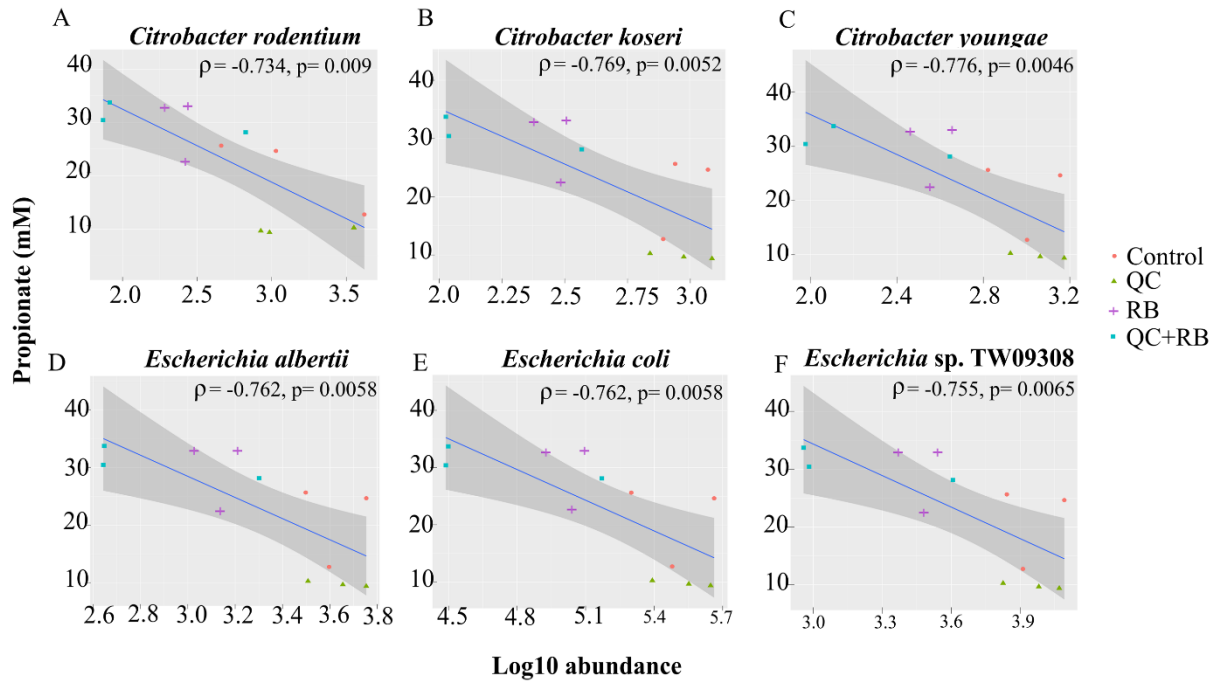 A
Citrobacter rodentium
ρ = -0.734, p= 0.009
40
30
20
10
2.0 2.5 3.0 3.5
B
Citrobacter koseri
ρ = -0.769, p= 0.0052
40
30
20
10
2.0 2.25 2.5 2.75 3.0
C
Citrobacter youngae
ρ = -0.776, p= 0.0046
40
30
20
10
2.0 2.4 2.8 3.2
Propionate (mM)
Control
QC
RB
QC+RB
D
Escherichia albertii
ρ = -0.762, p= 0.0058
40
30
20
10
2.6 2.8 3.0 3.2 3.4 3.6 3.8
E
Escherichia coli
ρ = -0.762, p= 0.0058
40
30
20
10
4.5 4.8 5.1 5.4 5.7
F
Escherichia sp. TW09308
ρ = -0.755, p= 0.0065
40
30
20
10
3.0 3.3 3.6 3.9
Log10 abundance